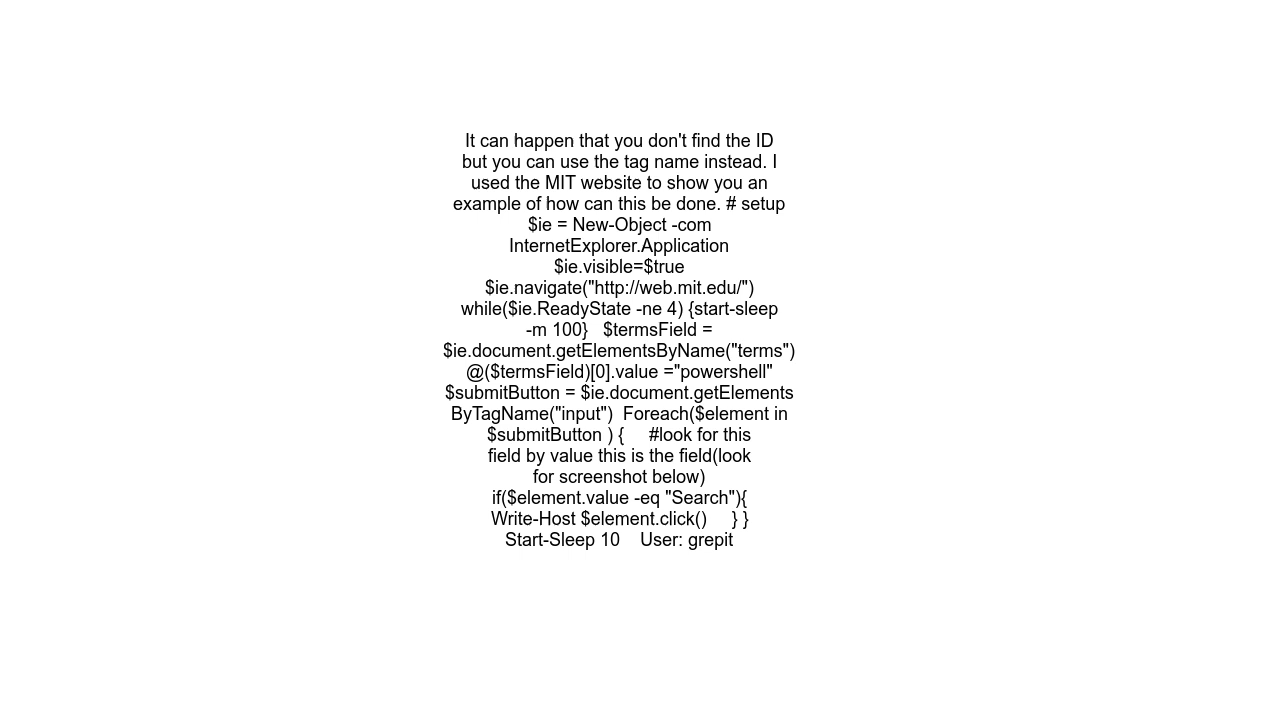 It can happen that you don't find the ID
but you can use the tag name instead. I
used the MIT website to show you an
example of how can this be done. # setup
$ie = New-Object -com
InternetExplorer.Application
$ie.visible=$true
$ie.navigate("http://web.mit.edu/")
while($ie.ReadyState -ne 4) {start-sleep
-m 100}   $termsField =
$ie.document.getElementsByName("terms")
@($termsField)[0].value ="powershell"
$submitButton = $ie.document.getElements
ByTagName("input")  Foreach($element in
$submitButton ) {     #look for this
field by value this is the field(look
for screenshot below)
if($element.value -eq "Search"){
Write-Host $element.click()     } }
Start-Sleep 10    User: grepit